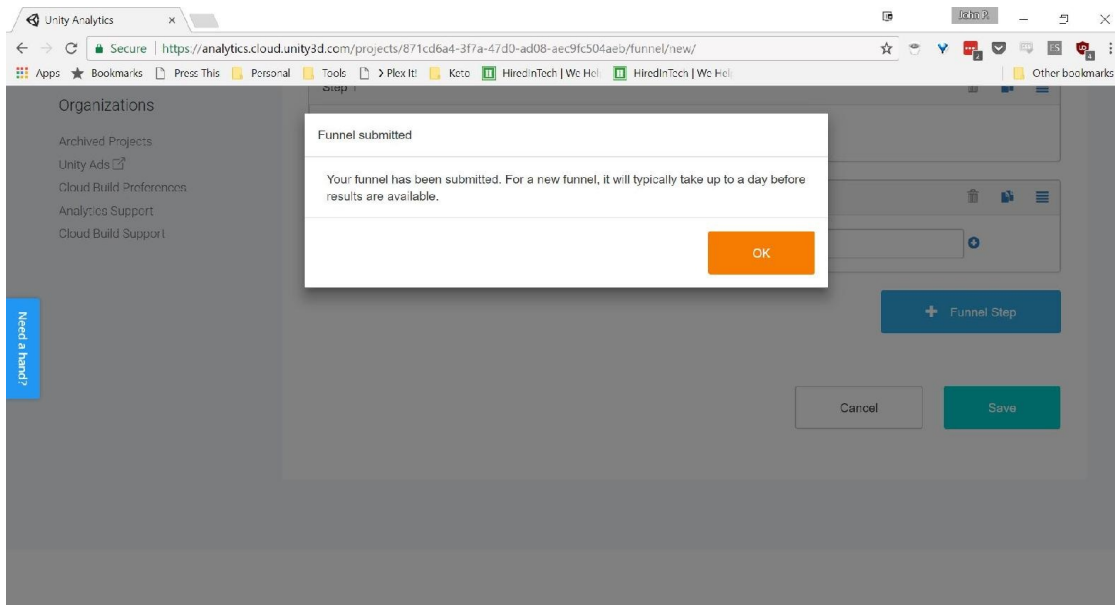 Unity Analytics
John P.
Secure https://analytics.cloud.unity3d.com/projects/871cd6a4-3f7a-47d0-ad08-aec9fc504aeb/funnel/new/
Apps Bookmarks Press This Personal Tools > Plex It! Keto HiredInTech | We Hel HiredInTech | We Hel Other bookmarks
Step 1
Organizations
Archived Projects
Unity Ads
Cloud Build Preferences
Analytics Support
Cloud Build Support
Funnel submitted
Your funnel has been submitted. For a new funnel, it will typically take up to a day before
results are available.
OK
+ Funnel Step
Need a hand?
Cancel
Save